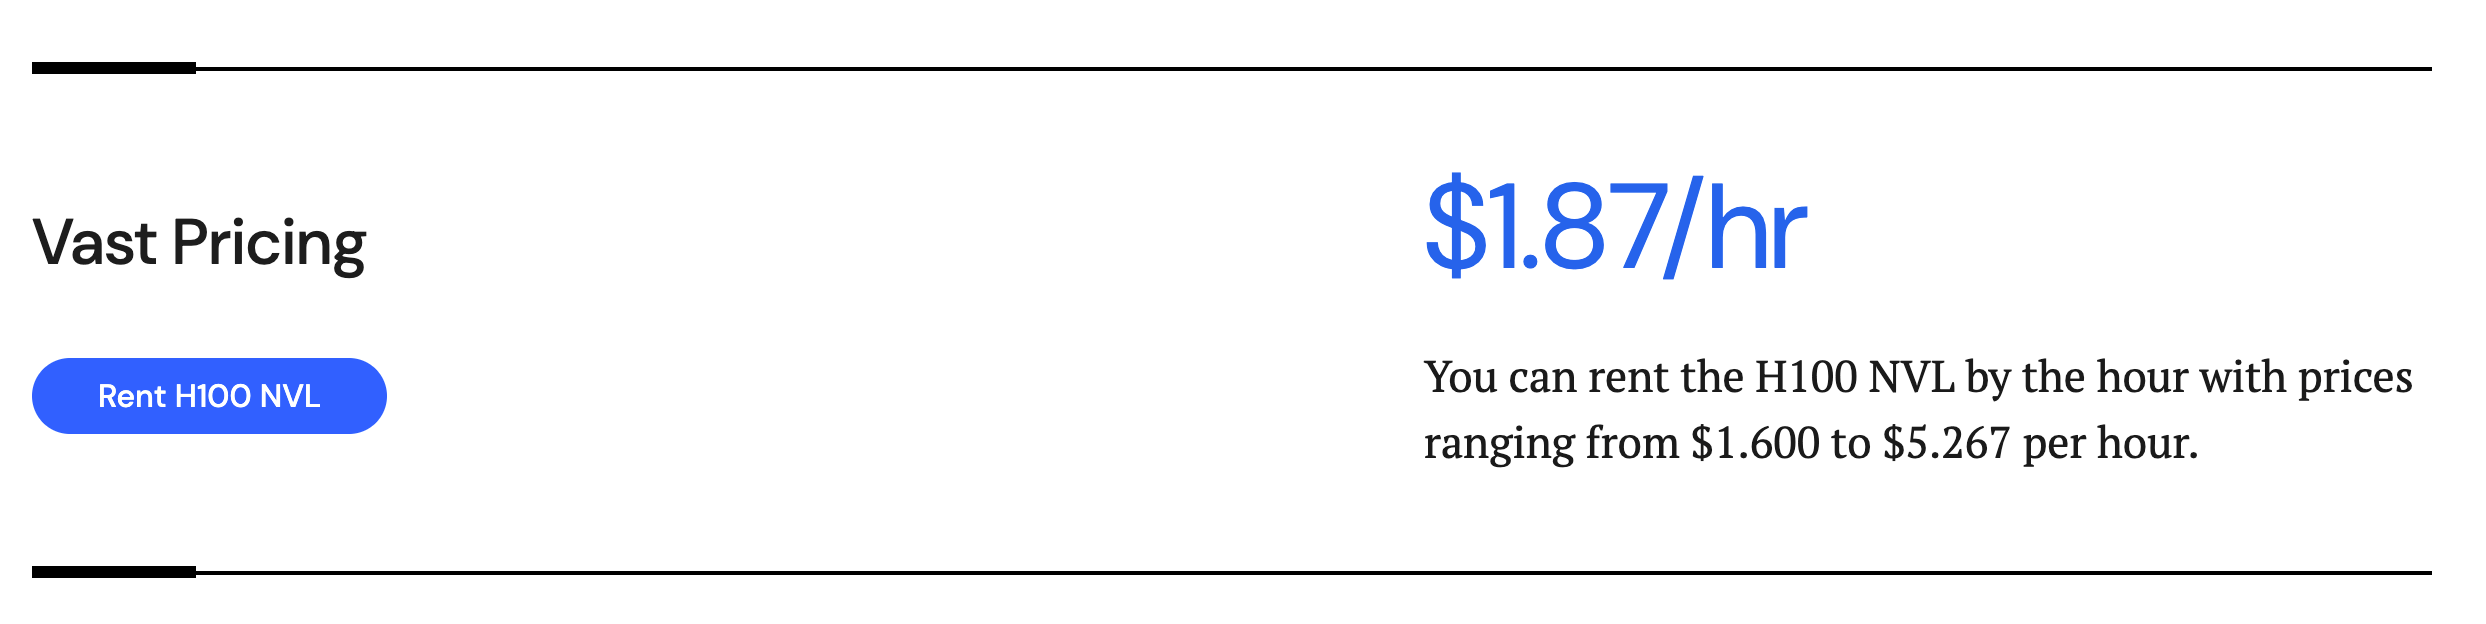 Vast Pricing
Rent H100 NVL
$1.87/hr
You can rent the H100 NVL by the hour with prices
ranging from $1.600 to $5.267 per hour.